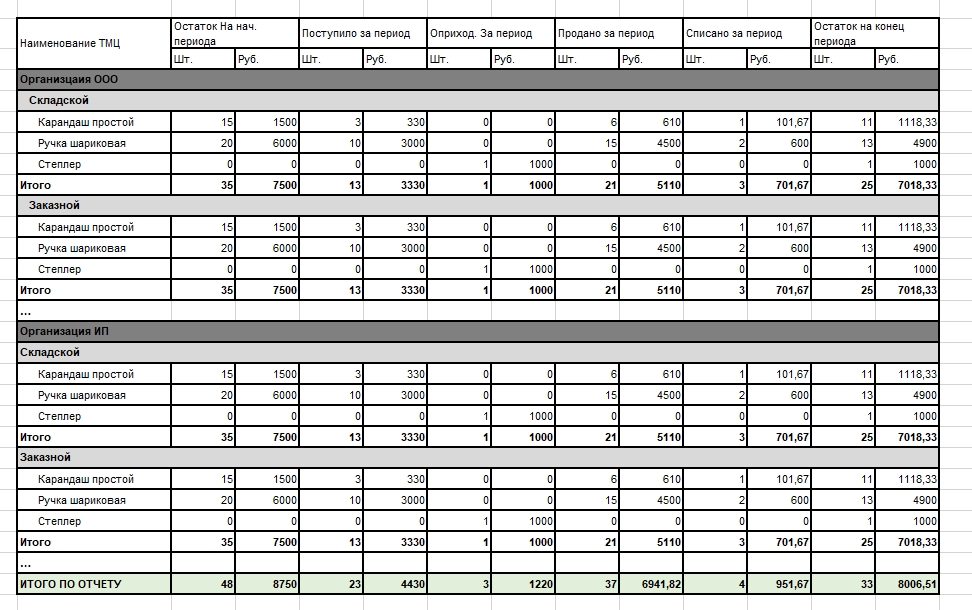 Наименование ТМЦ Остаток На нач. периода Поступило за период Оприход. За период Продано за период Списано за период Остаток на конец периода
Шт. Руб. Шт. Руб. Шт. Руб. Шт. Руб. Шт. Руб. Шт. Руб.
Организцаия ООО
Складской
Карандаш простой 15 1500 3 330 0 0 6 610 1 101,67 11 1118,33
Ручка шариковая 20 6000 10 3000 0 0 15 4500 2 600 13 4900
Степлер 0 0 0 0 1 1000 0 0 0 0 1 1000
Итого 35 7500 13 3330 1 1000 21 5110 3 701,67 25 7018,33
Заказной
Карандаш простой 15 1500 3 330 0 0 6 610 1 101,67 11 1118,33
Ручка шариковая 20 6000 10 3000 0 0 15 4500 2 600 13 4900
Степлер 0 0 0 0 1 1000 0 0 0 0 1 1000
Итого 35 7500 13 3330 1 1000 21 5110 3 701,67 25 7018,33
...
Организация ИП
Складской
Карандаш простой 15 1500 3 330 0 0 6 610 1 101,67 11 1118,33
Ручка шариковая 20 6000 10 3000 0 0 15 4500 2 600 13 4900
Степлер 0 0 0 0 1 1000 0 0 0 0 1 1000
Итого 35 7500 13 3330 1 1000 21 5110 3 701,67 25 7018,33
Заказной
Карандаш простой 15 1500 3 330 0 0 6 610 1 101,67 11 1118,33
Ручка шариковая 20 6000 10 3000 0 0 15 4500 2 600 13 4900
Степлер 0 0 0 0 1 1000 0 0 0 0 1 1000
Итого 35 7500 13 3330 1 1000 21 5110 3 701,67 25 7018,33
...
ИТОГО ПО ОТЧЕТУ 48 8750 23 4430 3 1220 37 6941,82 4 951,67 33 8006,51